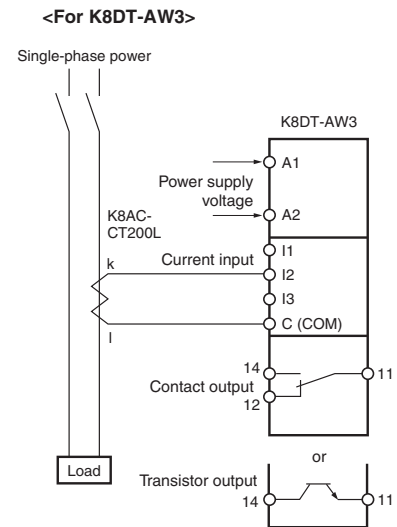 <For K8DT-AW3>
Single-phase power
K8DT-AW3
A1
Power supply
voltage
A2
K8AC-
CT200L
I1
k
Current input
I2
I3
C (COM)
l
14
11
Contact output
12
or
Load
Transistor output
14
11